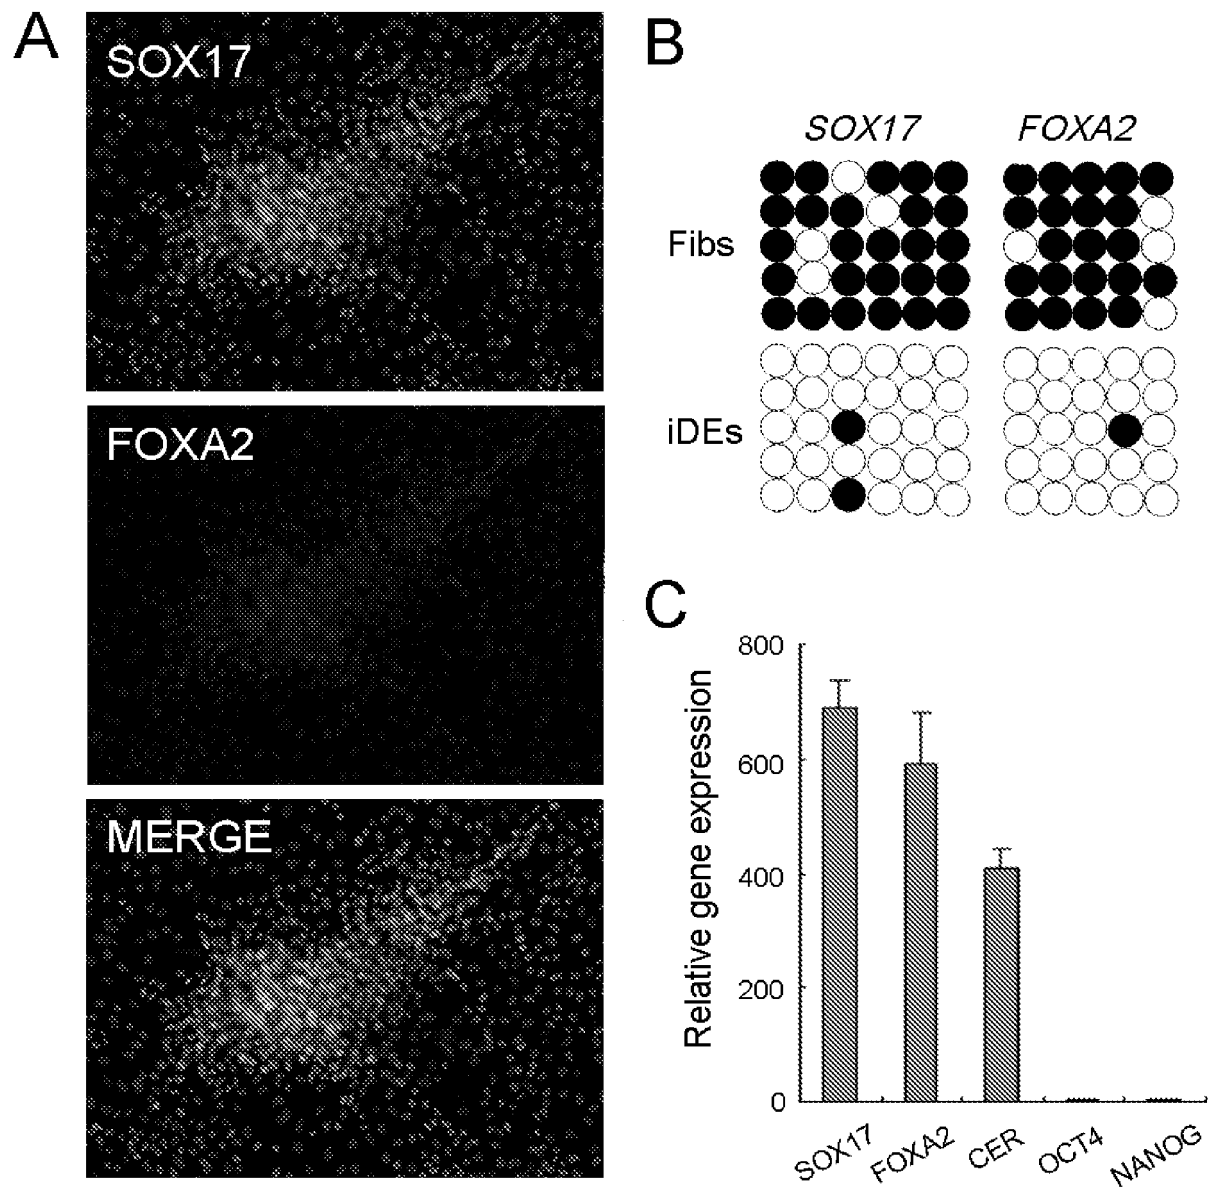 A
SOX17
FOXA2
MERGE
B
SOX17 FOXA2
Fibs
iDEs
C
Relative gene expression
800
600
400
200
0
SOX17 FOXA2 CER OCT4 NANOG